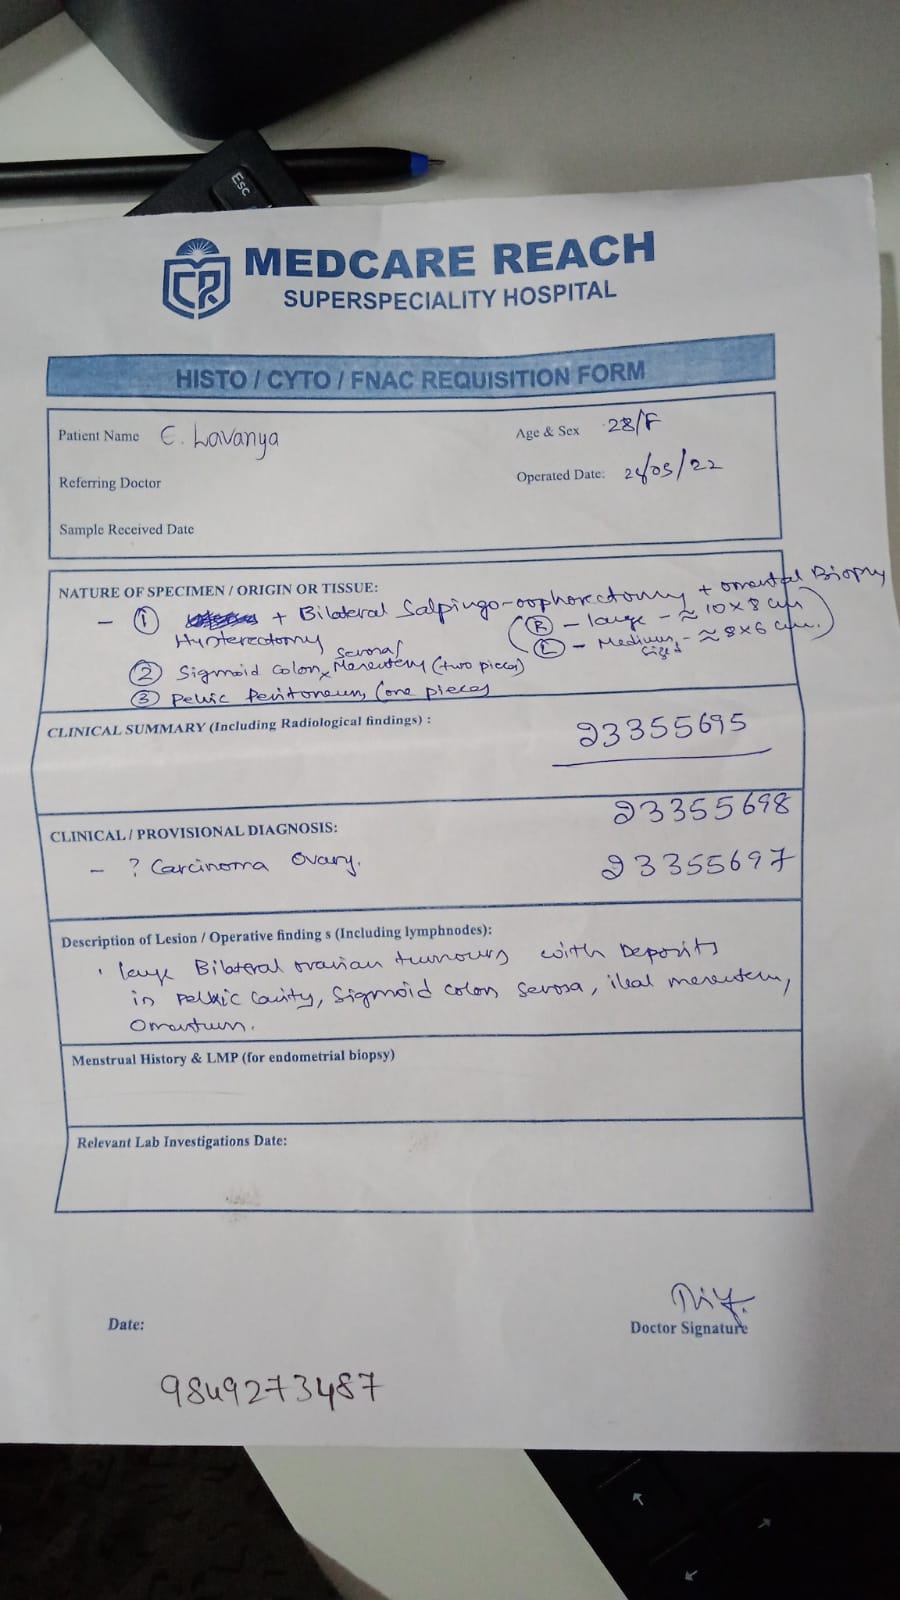 Esc
MEDCARE REACH
SUPERSPECIALITY HOSPITAL
HISTO / CYTO / FNAC REQUISITION FORM
Patient Name E. Lavanya Age & Sex 28/F
Referring Doctor Operated Date: 24/05/22
Sample Received Date
NATURE OF SPECIMEN / ORIGIN OR TISSUE:
- ① + Bilateral Salpingo-oophorectomy + omental Biopsy
Hysterectomy (Ⓡ - large - ≈ 10 x 8 cm
Ⓛ - Medium sized - ≈ 8x6 cm.)
② Sigmoid Colon serosal Mesentery (two pieces)
③ Pelvic Peritoneum (one pieces)
CLINICAL SUMMARY (Including Radiological findings) :
23355695
23355698
CLINICAL / PROVISIONAL DIAGNOSIS:
- ? Carcinoma Ovary. 23355697
Description of Lesion / Operative finding s (Including lymphnodes):
large Bilateral ovarian tumours with Deposits
in pelvic cavity, Sigmoid colon serosa, ileal mesentery,
Omentum.
Menstrual History & LMP (for endometrial biopsy)
Relevant Lab Investigations Date:
Date: Doctor Signature
9849273487